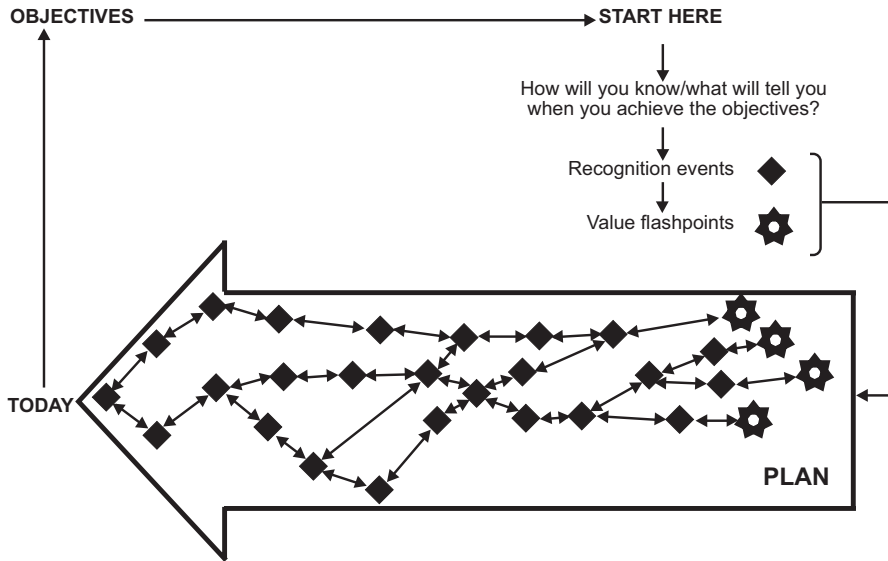 OBJECTIVES
START HERE
How will you know/what will tell you
when you achieve the objectives?
Recognition events
Value flashpoints
TODAY
PLAN